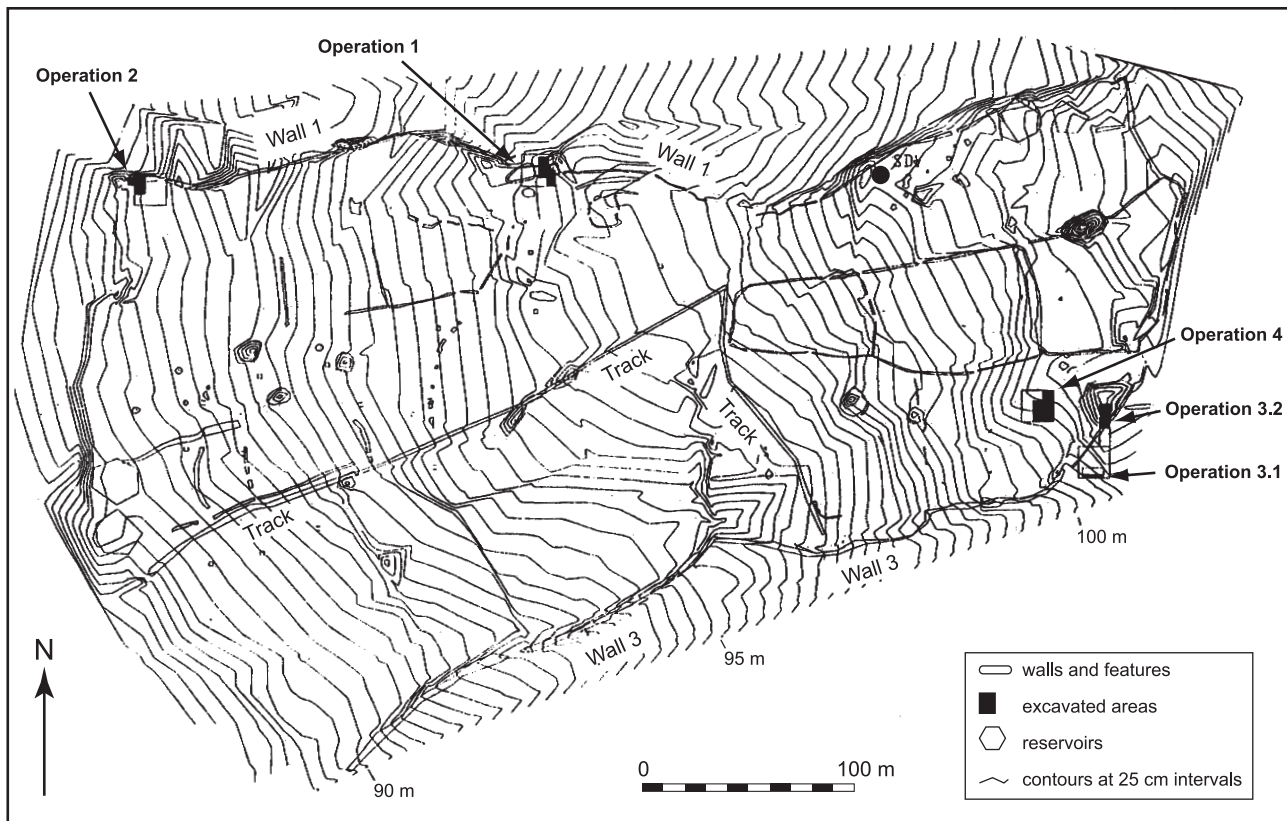 Operation 1
Operation 2
Wall 1
Wall 1
Operation 4
Track
Operation 3.2
Track
Operation 3.1
Track
100 m
Wall 3
Wall 3
95 m
N
90 m
0 100 m
walls and features
excavated areas
reservoirs
contours at 25 cm intervals